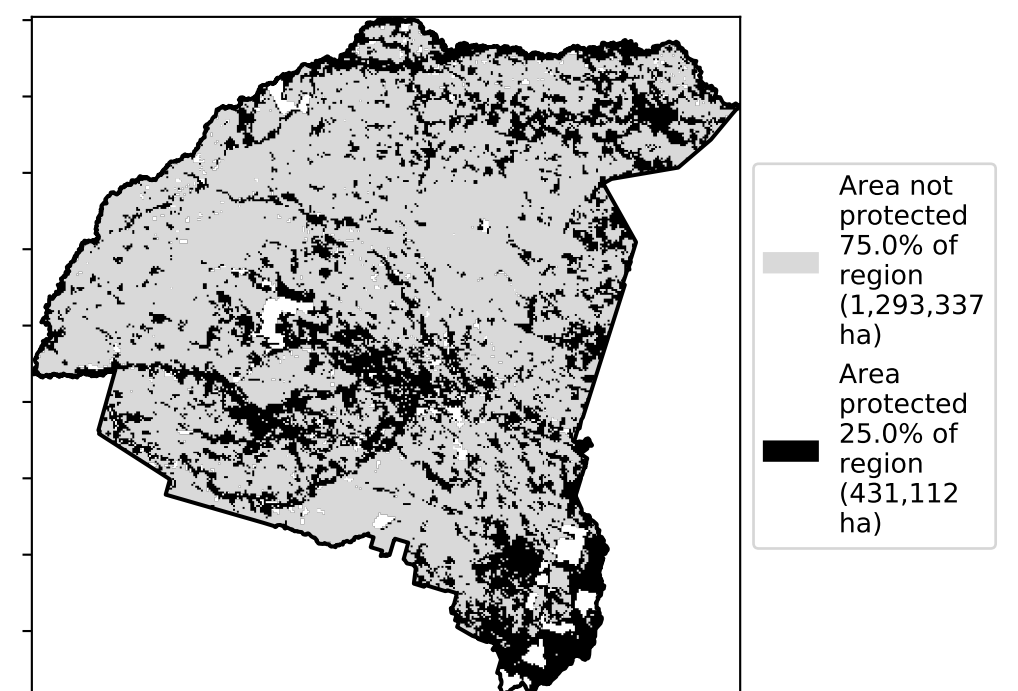 Area not
protected
75.0% of
region
(1,293,337
ha)
Area
protected
25.0% of
region
(431,112
ha)